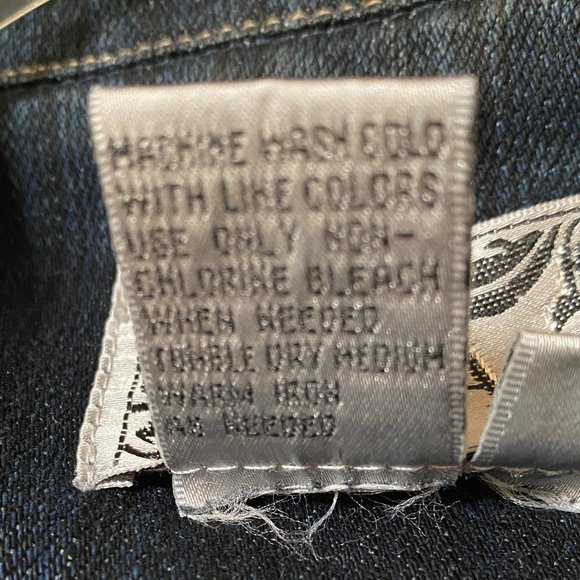 MACHINE WASH COLD
WITH LIKE COLORS
USE ONLY NON-
CHLORINE BLEACH
WHEN NEEDED
TUMBLE DRY MEDIUM
WARM IRON
AS NEEDED